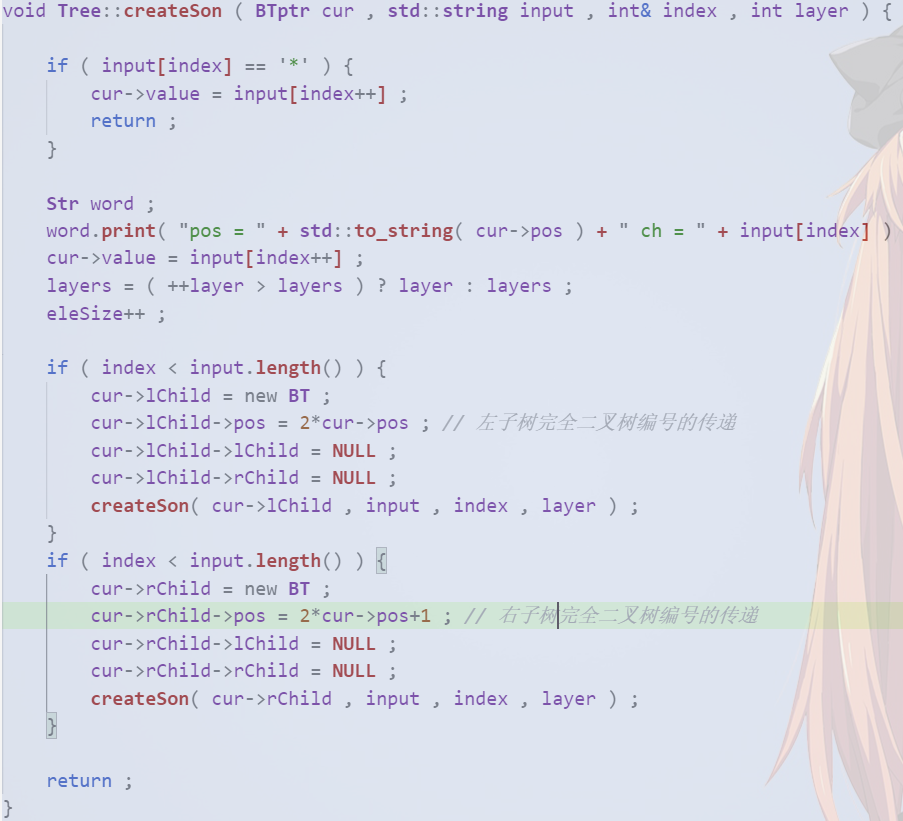 void Tree::createSon ( BTptr cur , std::string input , int& index , int layer ) {
if ( input[index] == '*' ) {
cur->value = input[index++] ;
return ;
}
Str word ;
word.print( "pos = " + std::to_string( cur->pos ) + " ch = " + input[index] )
cur->value = input[index++] ;
layers = ( ++layer > layers ) ? layer : layers ;
eleSize++ ;
if ( index < input.length() ) {
cur->lChild = new BT ;
cur->lChild->pos = 2*cur->pos ; // 左子树完全二叉树编号的传递
cur->lChild->lChild = NULL ;
cur->lChild->rChild = NULL ;
createSon( cur->lChild , input , index , layer ) ;
}
if ( index < input.length() ) {
cur->rChild = new BT ;
cur->rChild->pos = 2*cur->pos+1 ; // 右子树完全二叉树编号的传递
cur->rChild->lChild = NULL ;
cur->rChild->rChild = NULL ;
createSon( cur->rChild , input , index , layer ) ;
}
return ;
}